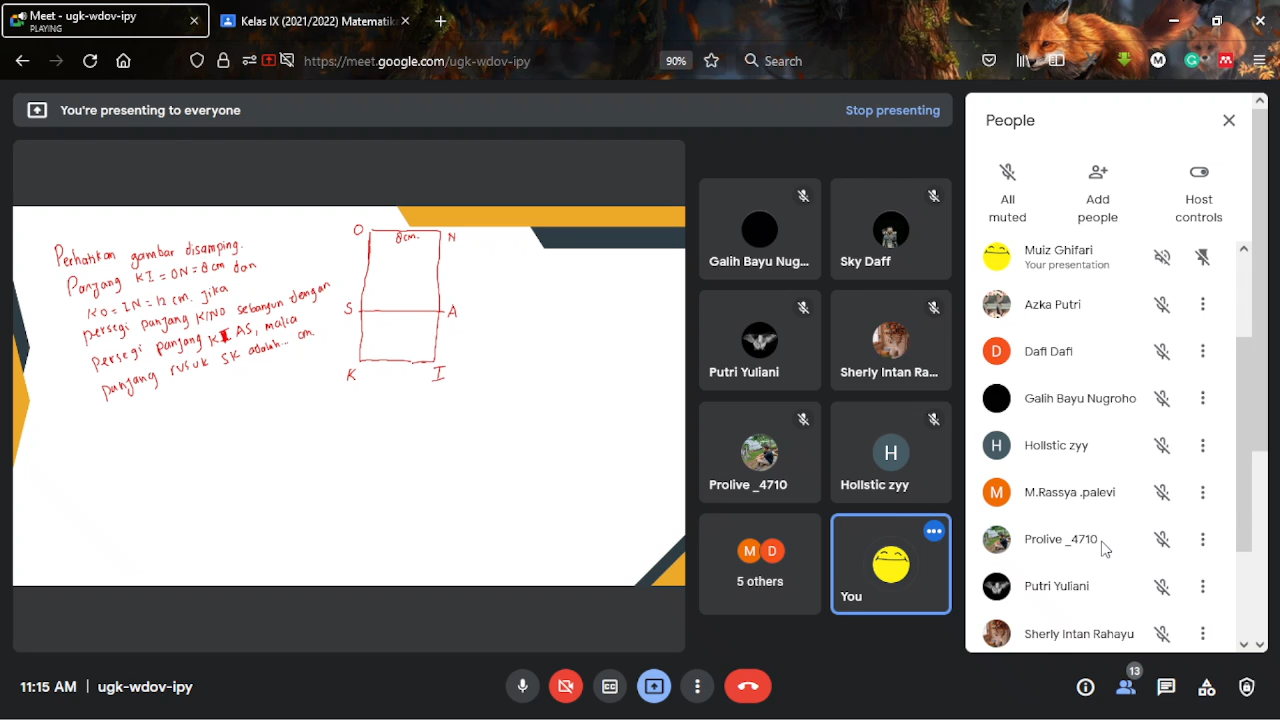 Meet - ugk-wdov-ipy
PLAYING
Kelas IX (2021/2022) Matematik
https://meet.google.com/ugk-wdov-ipy
90%
Search
You're presenting to everyone
Stop presenting
Perhatikan gambar disamping.
Panjang KI = ON = 8 cm dan
KO = IN = 12 cm. Jika
persegi panjang KINO sebangun dengan
persegi panjang KIAS, maka
panjang rusuk SK adalah... cm.
O
8 cm.
N
S
A
K
I
Galih Bayu Nug...
Sky Daff
Putri Yuliani
Sherly Intan Ra...
Prolive _4710
H
Hollstic zyy
M
D
5 others
You
People
All muted
Add people
Host controls
Muiz Ghifari
Your presentation
Azka Putri
D
Dafi Dafi
Galih Bayu Nugroho
H
Hollstic zyy
M
M.Rassya .palevi
Prolive _4710
Putri Yuliani
Sherly Intan Rahayu
11:15 AM
ugk-wdov-ipy
13